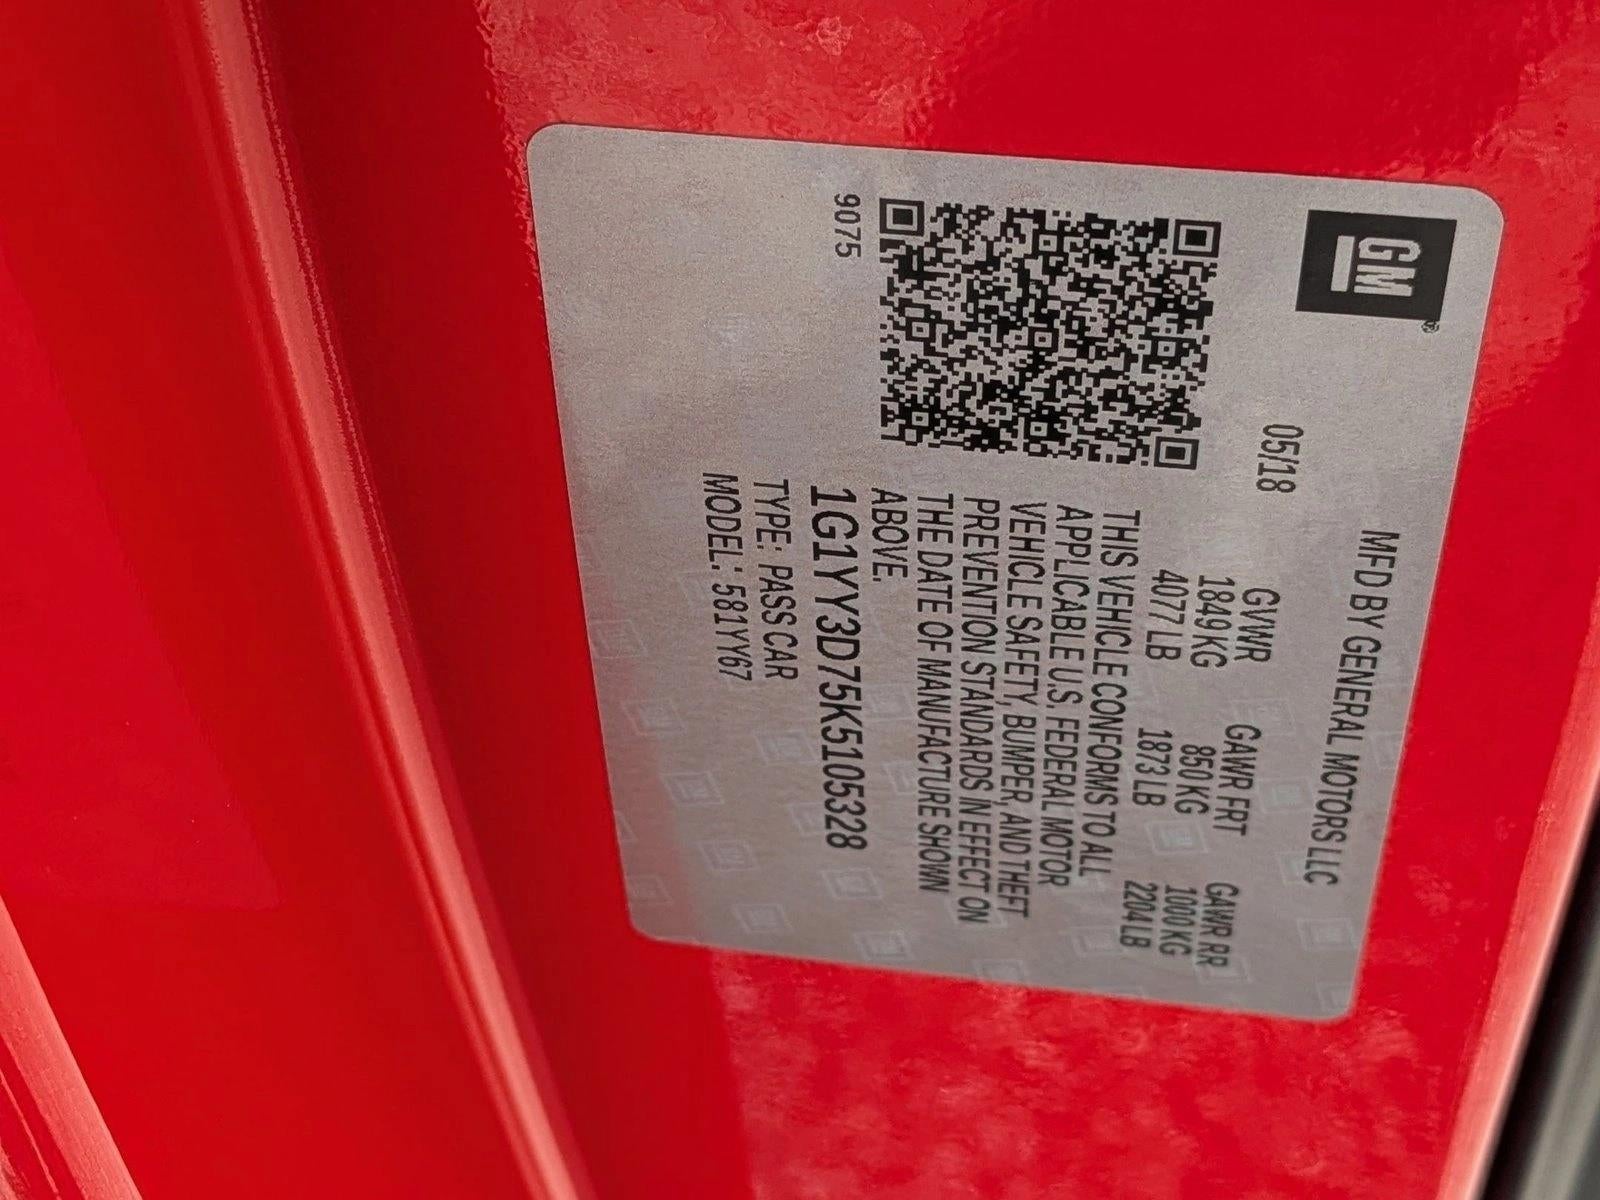 GM
MFD BY GENERAL MOTORS LLC
05/18
GVWR GAWR FRT GAWR RR
1849 KG 850 KG 1000 KG
4077 LB 1873 LB 2204 LB
THIS VEHICLE CONFORMS TO ALL
APPLICABLE U.S. FEDERAL MOTOR
VEHICLE SAFETY, BUMPER, AND THEFT
PREVENTION STANDARDS IN EFFECT ON
THE DATE OF MANUFACTURE SHOWN
ABOVE.
1G1YY3D75K5105328
TYPE: PASS CAR
MODEL: 581YY67
9075